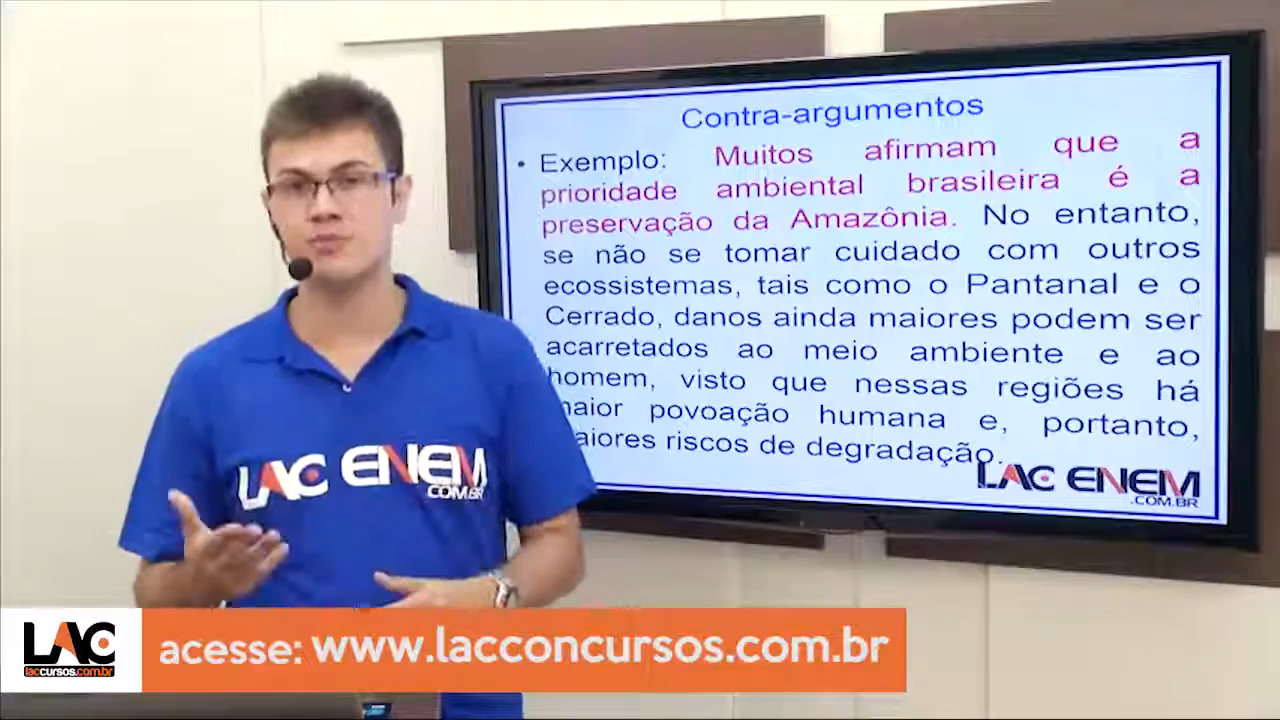 Contra-argumentos
• Exemplo: Muitos afirmam que a
prioridade ambiental brasileira é a
preservação da Amazônia. No entanto,
se não se tomar cuidado com outros
ecossistemas, tais como o Pantanal e o
Cerrado, danos ainda maiores podem ser
acarretados ao meio ambiente e ao
homem, visto que nessas regiões há
maior povoação humana e, portanto,
maiores riscos de degradação.
LAC ENEM
.COM.BR
LAC ENEM
.COM.BR
LAC
laccursos.com.br
acesse: www.lacconcursos.com.br